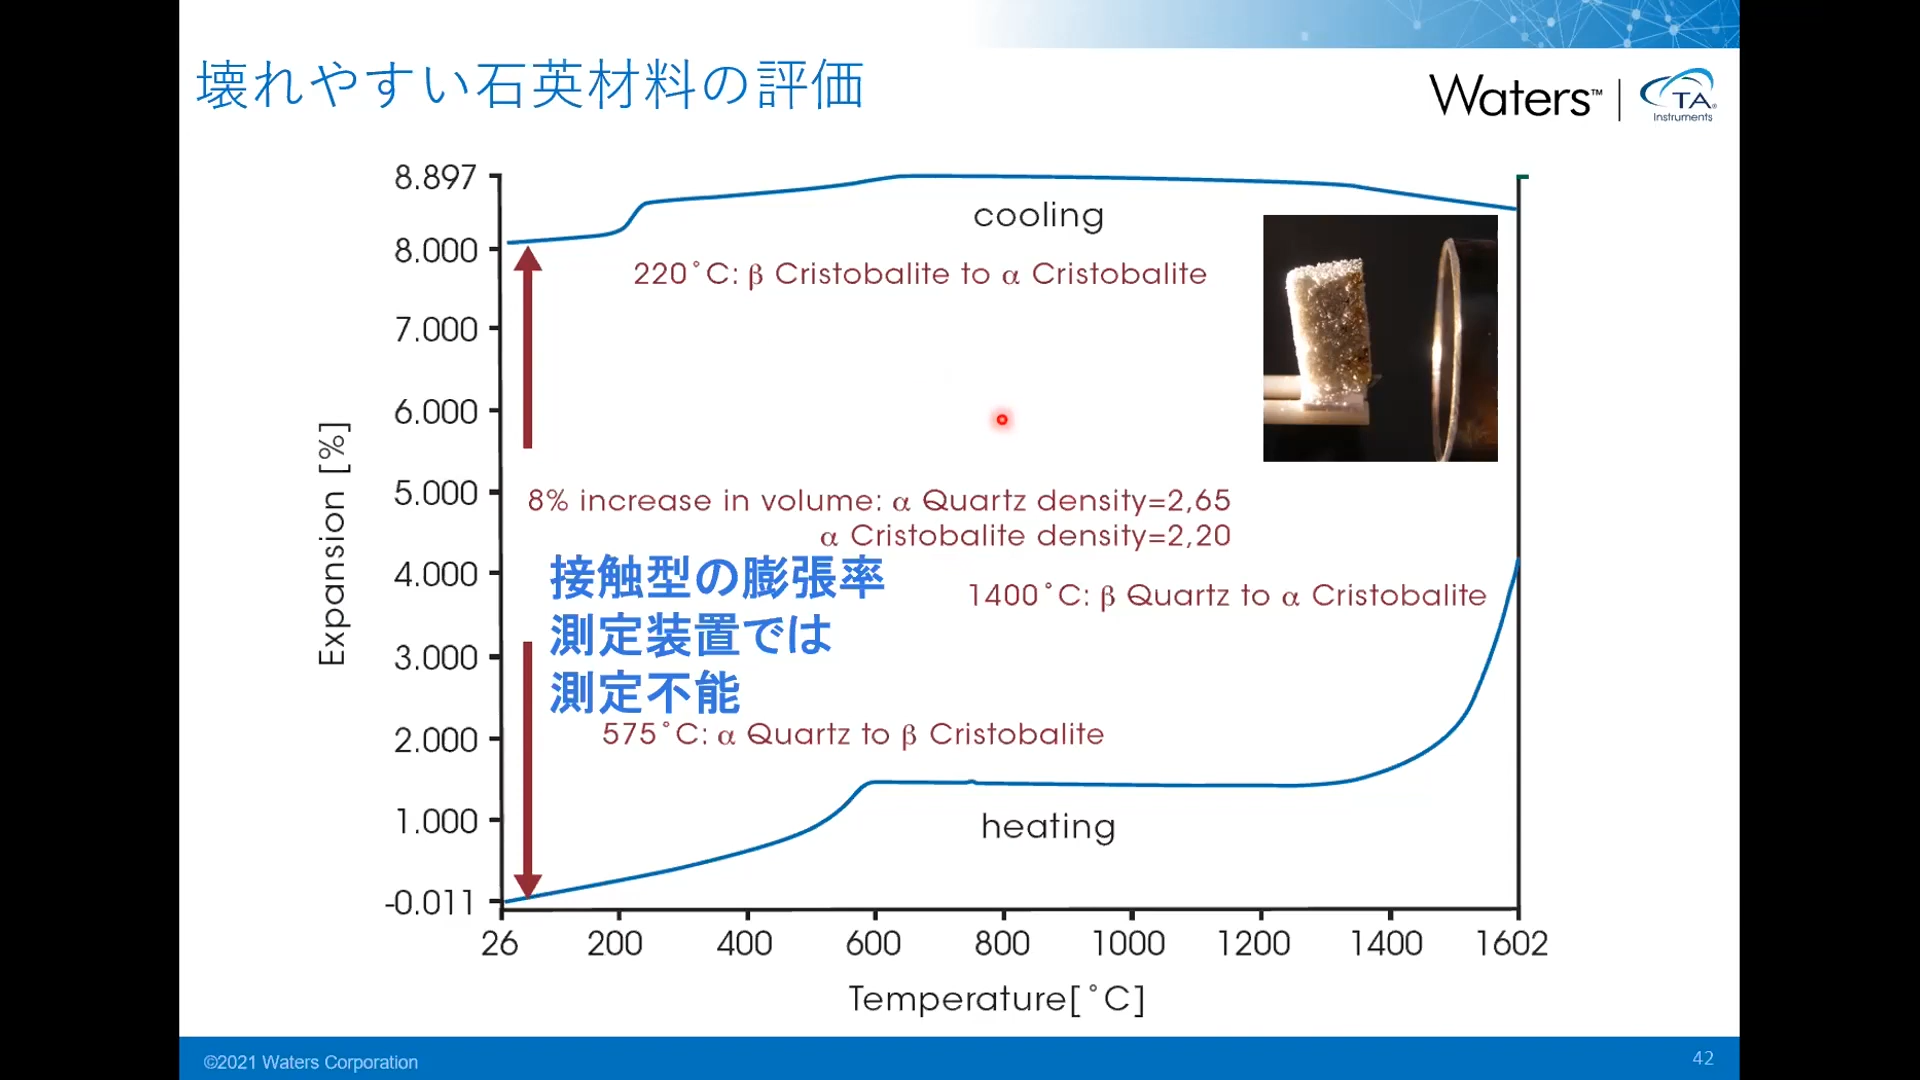 壊れやすい石英材料の評価
Waters™ | TA Instruments
8.897
8.000
7.000
6.000
5.000
4.000
3.000
2.000
1.000
-0.011
Expansion [%]
cooling
220˚C: β Cristobalite to α Cristobalite
8% increase in volume: α Quartz density=2,65
α Cristobalite density=2,20
接触型の膨張率
測定装置では
測定不能
1400˚C: β Quartz to α Cristobalite
575˚C: α Quartz to β Cristobalite
heating
26 200 400 600 800 1000 1200 1400 1602
Temperature[˚C]
©2021 Waters Corporation
42